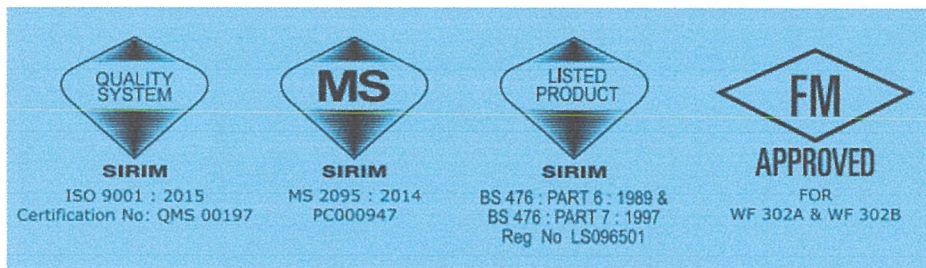 QUALITY
SYSTEM
SIRIM
ISO 9001 : 2015
Certification No: QMS 00197
MS
SIRIM
MS 2095 : 2014
PC000947
LISTED
PRODUCT
SIRIM
BS 476 : PART 6 : 1989 &
BS 476 : PART 7 : 1997
Reg No LS096501
FM
APPROVED
FOR
WF 302A & WF 302B